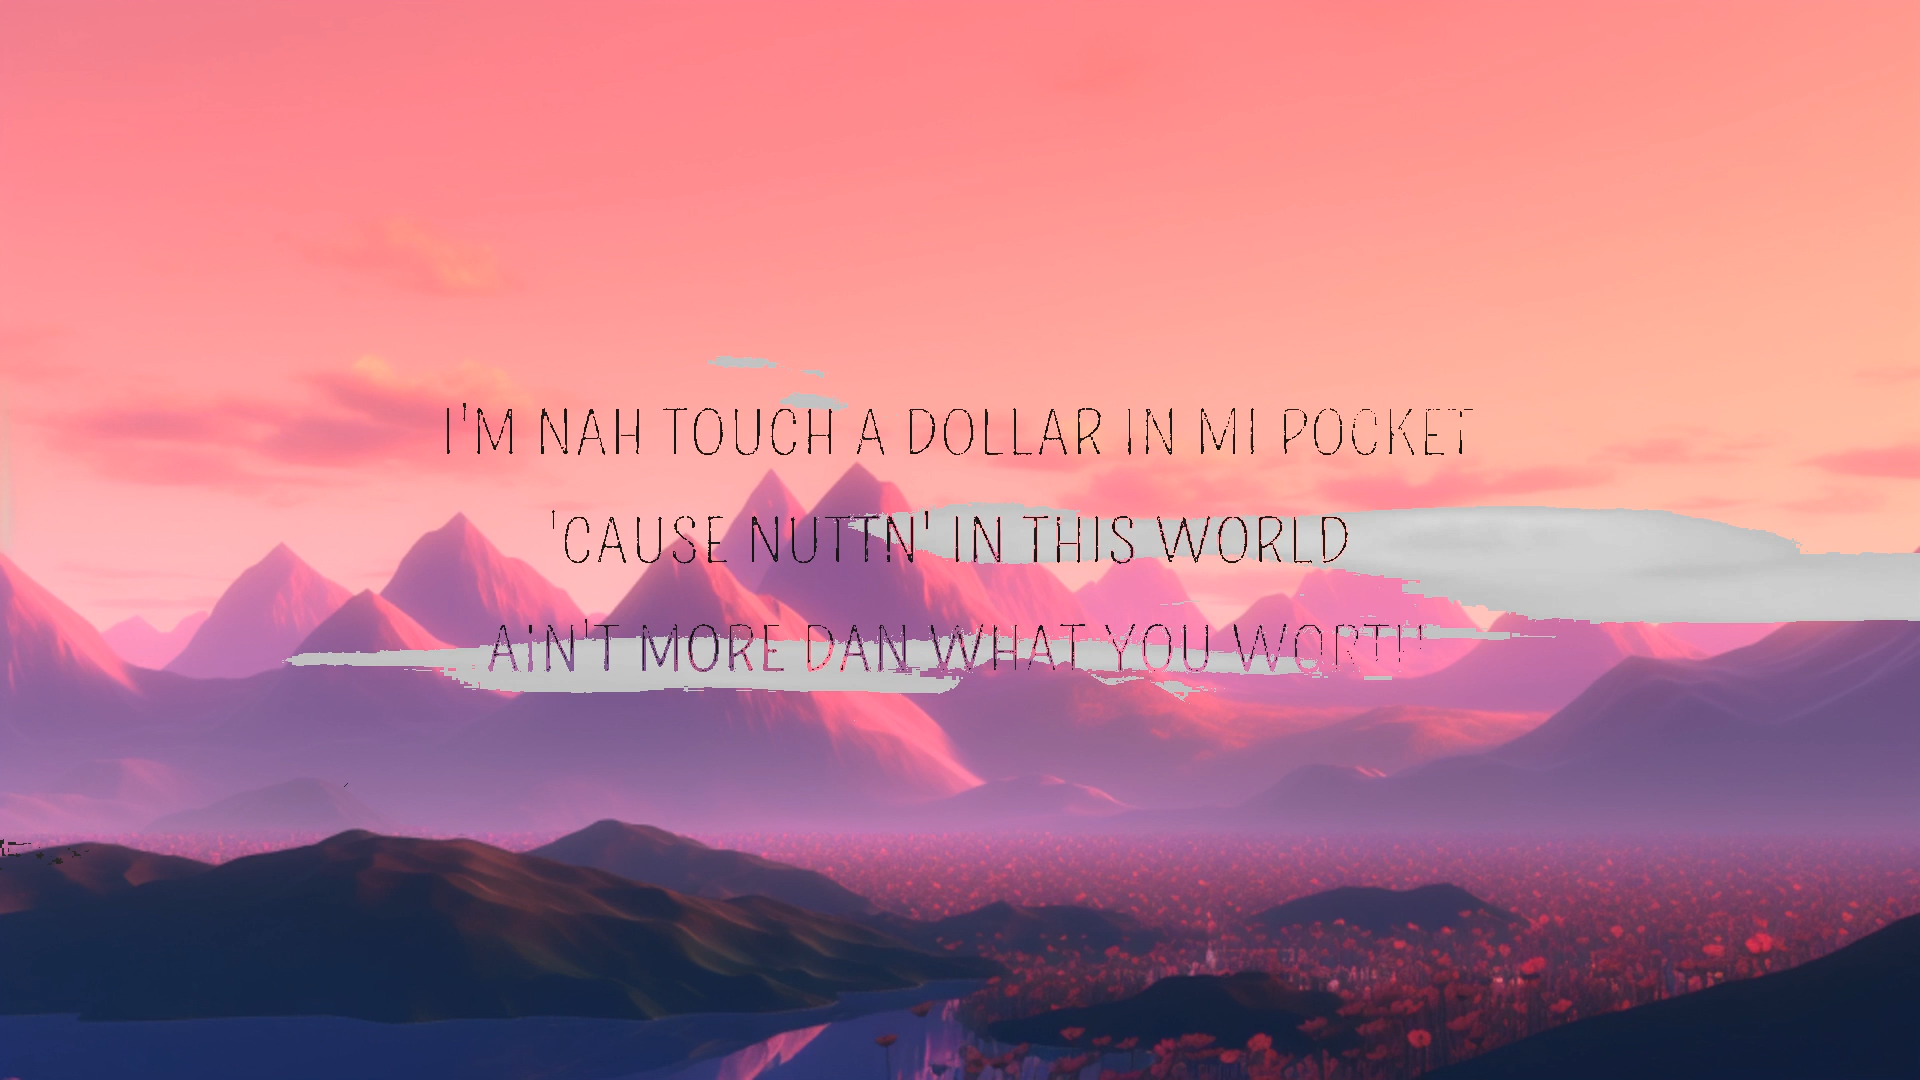 I'M NAH TOUCH A DOLLAR IN MI POCKET
'CAUSE NUTTN' IN THIS WORLD
AIN'T MORE DAN WHAT YOU WORTH